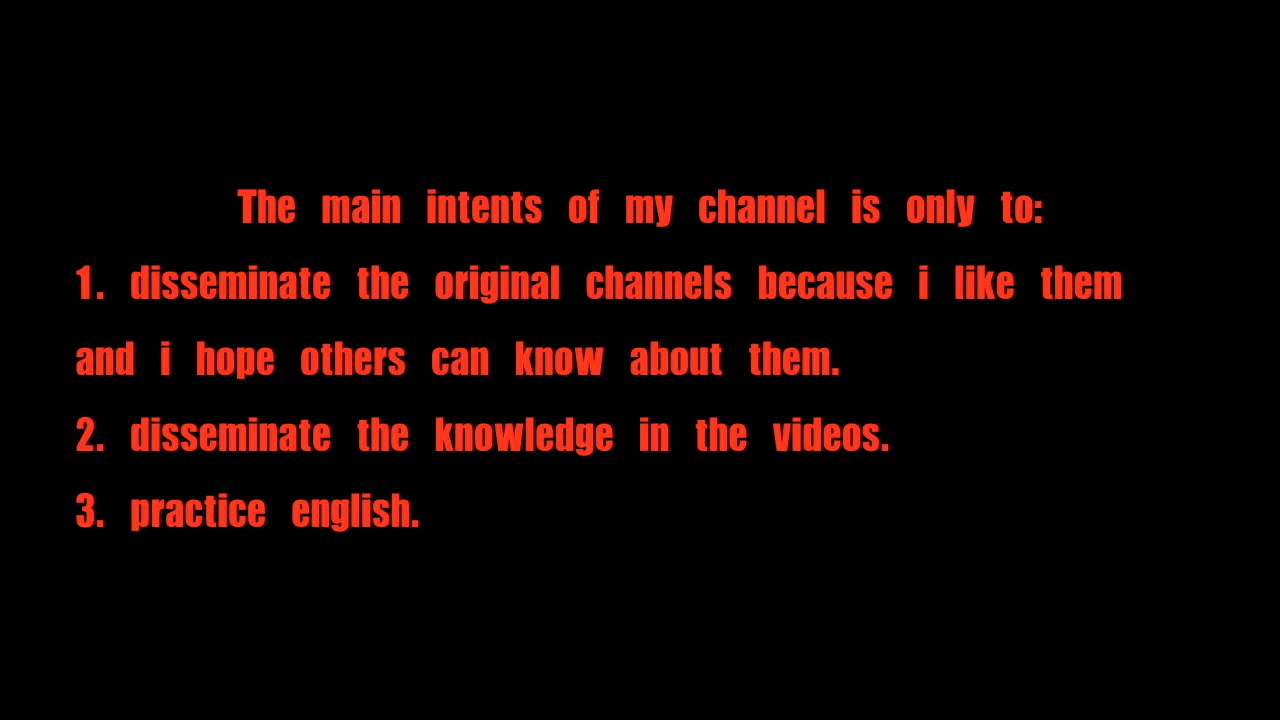 The main intents of my channel is only to:
1. disseminate the original channels because i like them
and i hope others can know about them.
2. disseminate the knowledge in the videos.
3. practice english.